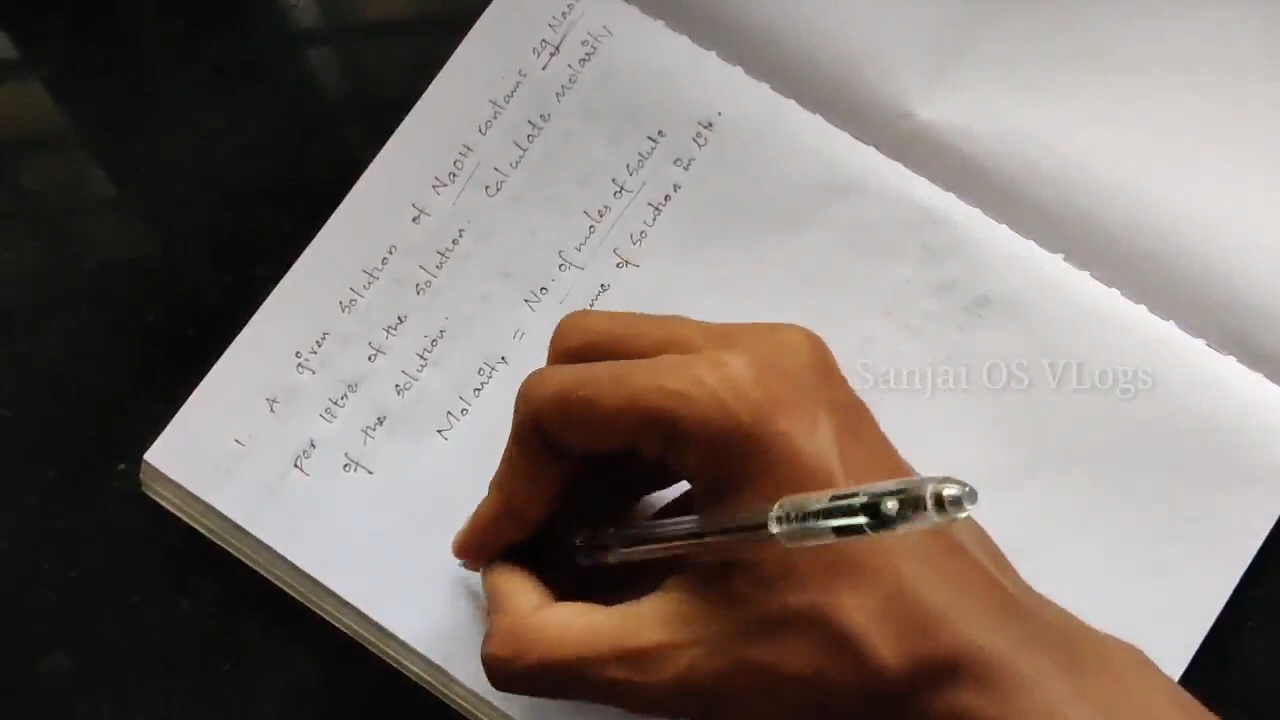 1. A given solution of NaOH contains 2g NaOH
per litre of the solution. Calculate molarity
of the solution.
Molarity = No. of moles of solute
of solution in litr.
Sanjai OS VLogs